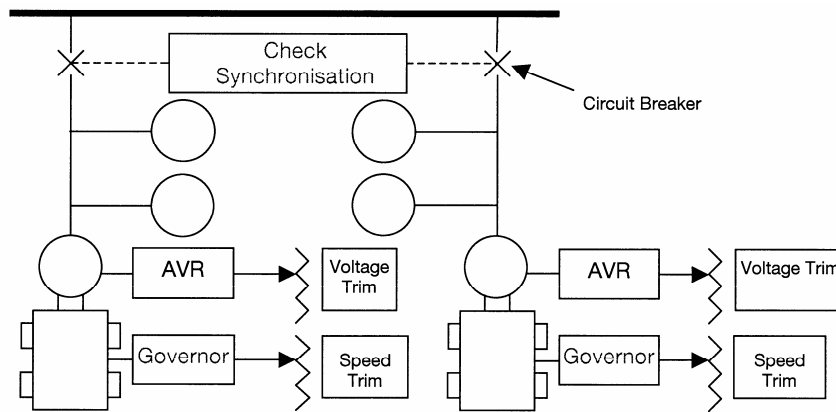 Check
Synchronisation
Circuit Breaker
AVR
Voltage
Trim
AVR
Voltage Trim
Governor
Speed
Trim
Governor
Speed
Trim